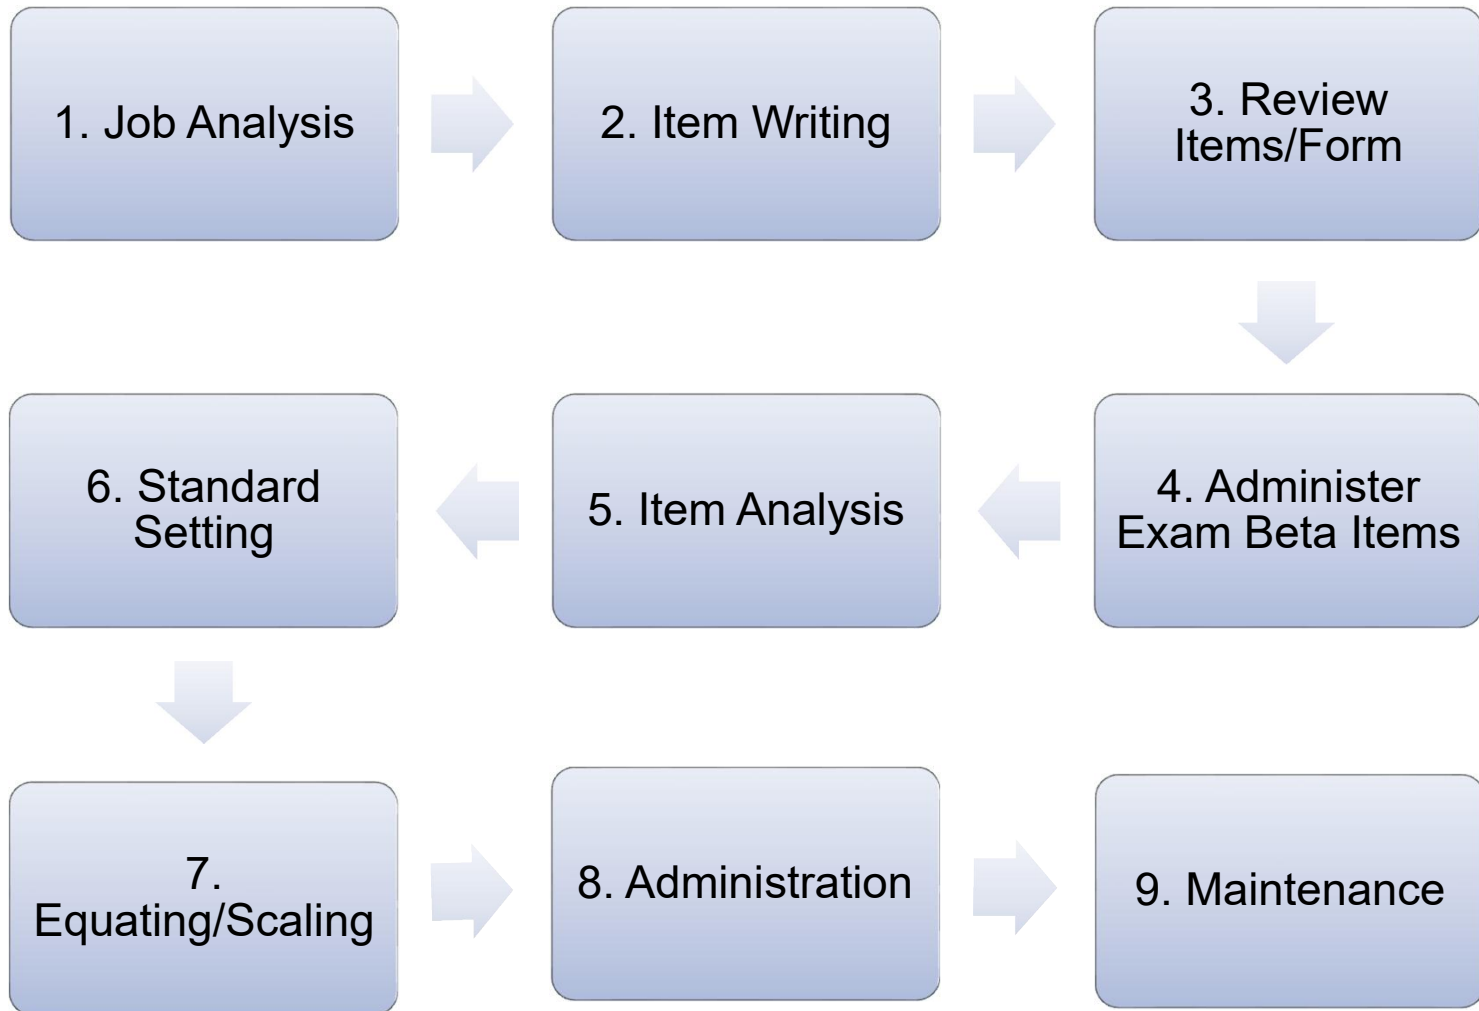 1. Job Analysis
2. Item Writing
3. Review
Items/Form
4. Administer
Exam Beta Items
5. Item Analysis
6. Standard
Setting
7.
Equating/Scaling
8. Administration
9. Maintenance